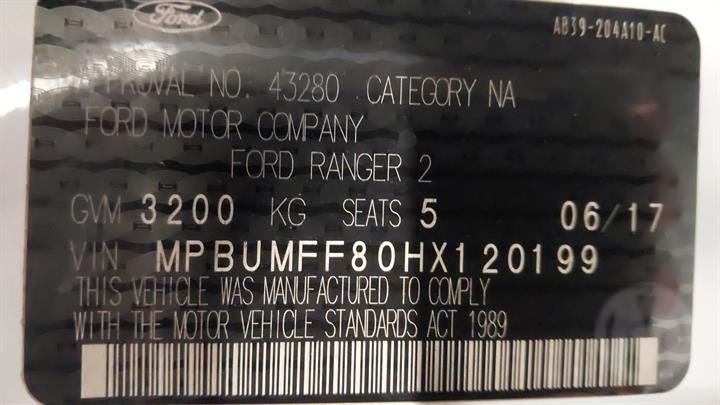 Ford
AB39-204A10-AC
APPROVAL NO. 43280 CATEGORY NA
FORD MOTOR COMPANY
FORD RANGER 2
GVM 3200 KG SEATS 5 06/17
VIN MPBUMFF80HX120199
THIS VEHICLE WAS MANUFACTURED TO COMPLY
WITH THE MOTOR VEHICLE STANDARDS ACT 1989